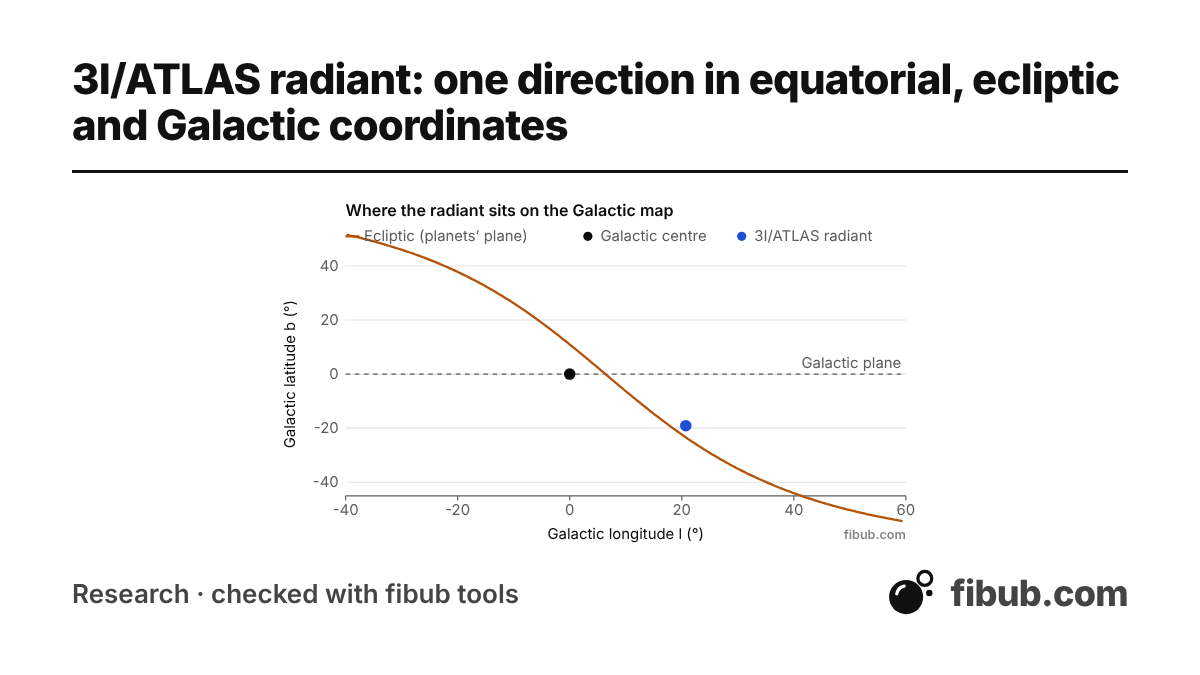 3I/ATLAS radiant: one direction in equatorial, ecliptic
and Galactic coordinates
Where the radiant sits on the Galactic map
Ecliptic (planets’ plane)
Galactic centre
3I/ATLAS radiant
Galactic latitude b (°)
40
20
0
-20
-40
Galactic plane
-40
-20
0
20
40
60
Galactic longitude l (°)
fibub.com
Research · checked with fibub tools
fibub.com